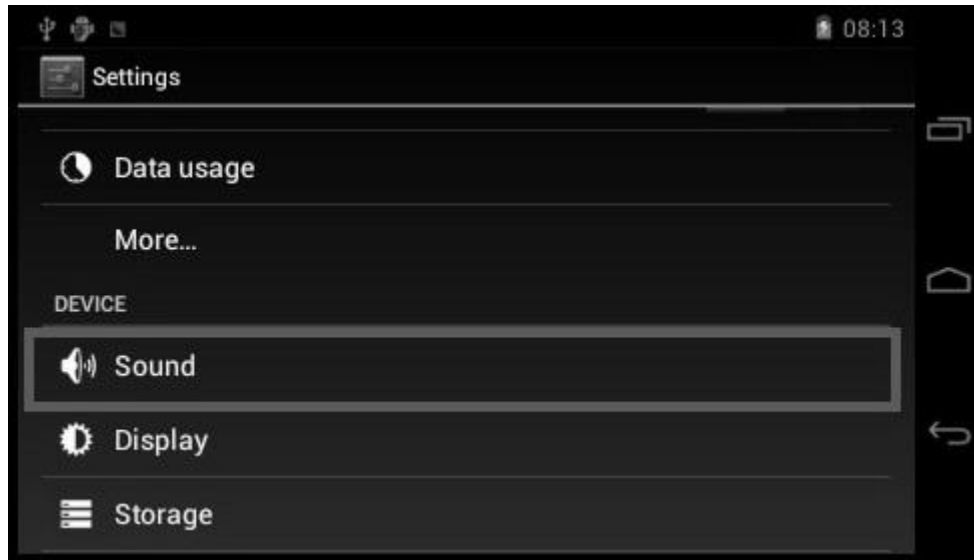 08:13
Settings
Data usage
More...
DEVICE
Sound
Display
Storage